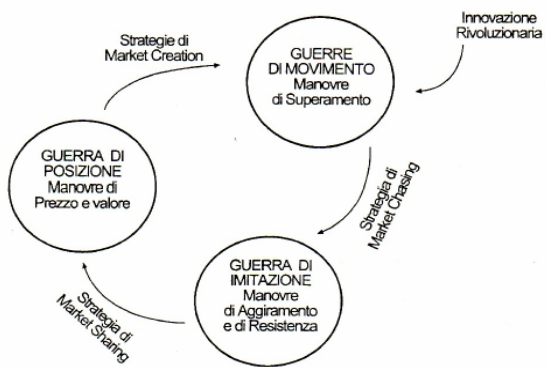 Strategie di
Market Creation
GUERRE
DI MOVIMENTO
Manovre
di Superamento
Innovazione
Rivoluzionaria
GUERRA DI
POSIZIONE
Manovre di
Prezzo e valore
Strategia di
Market Chasing
GUERRA DI
IMITAZIONE
Manovre
di Aggiramento
e di Resistenza
Strategia di
Market Sharing